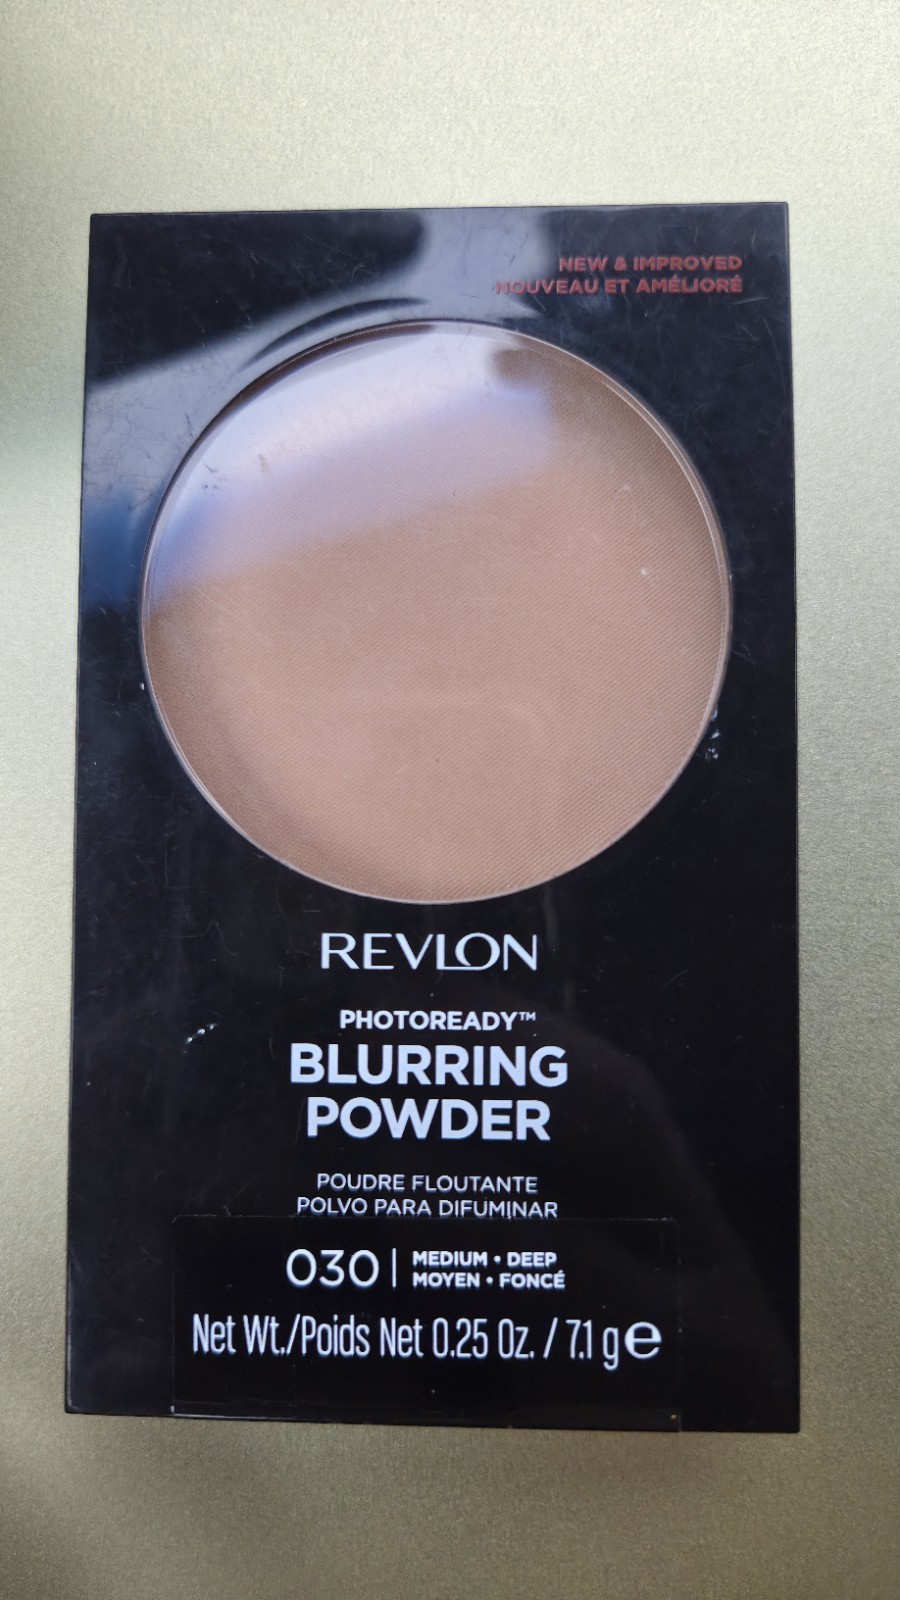 NEW & IMPROVED
NOUVEAU ET AMÉLIORÉ
REVLON
PHOTOREADY™
BLURRING
POWDER
POUDRE FLOUTANTE
POLVO PARA DIFUMINAR
030 | MEDIUM • DEEP
MOYEN • FONCÉ
Net Wt./Poids Net 0.25 Oz. / 7.1 g e